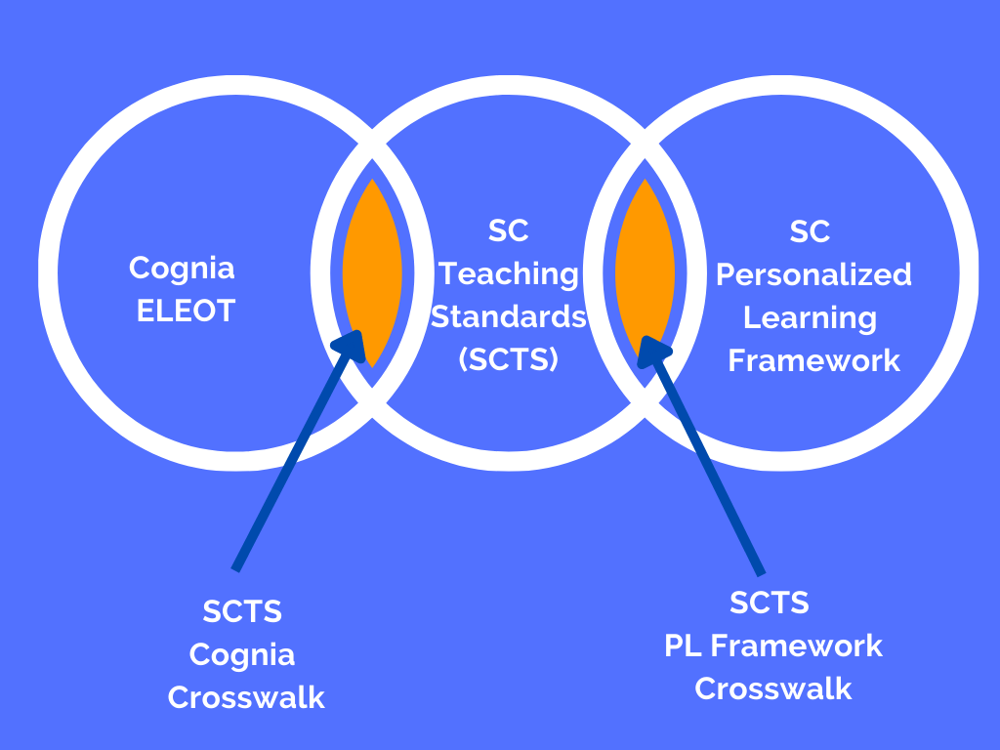 Cognia
ELEOT
SC
Teaching
Standards
(SCTS)
SC
Personalized
Learning
Framework
SCTS
Cognia
Crosswalk
SCTS
PL Framework
Crosswalk